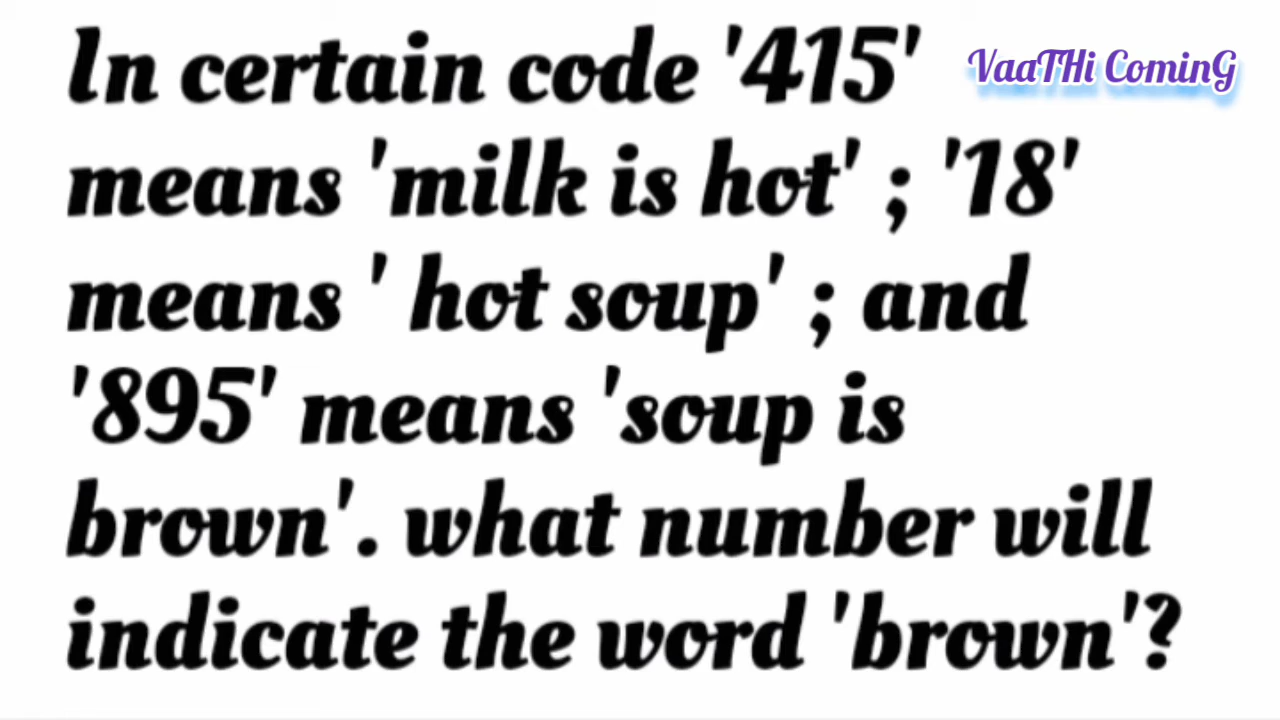 In certain code '415'
VaaTHi CominG
means 'milk is hot' ; '18'
means ' hot soup' ; and
'895' means 'soup is
brown'. what number will
indicate the word 'brown'?